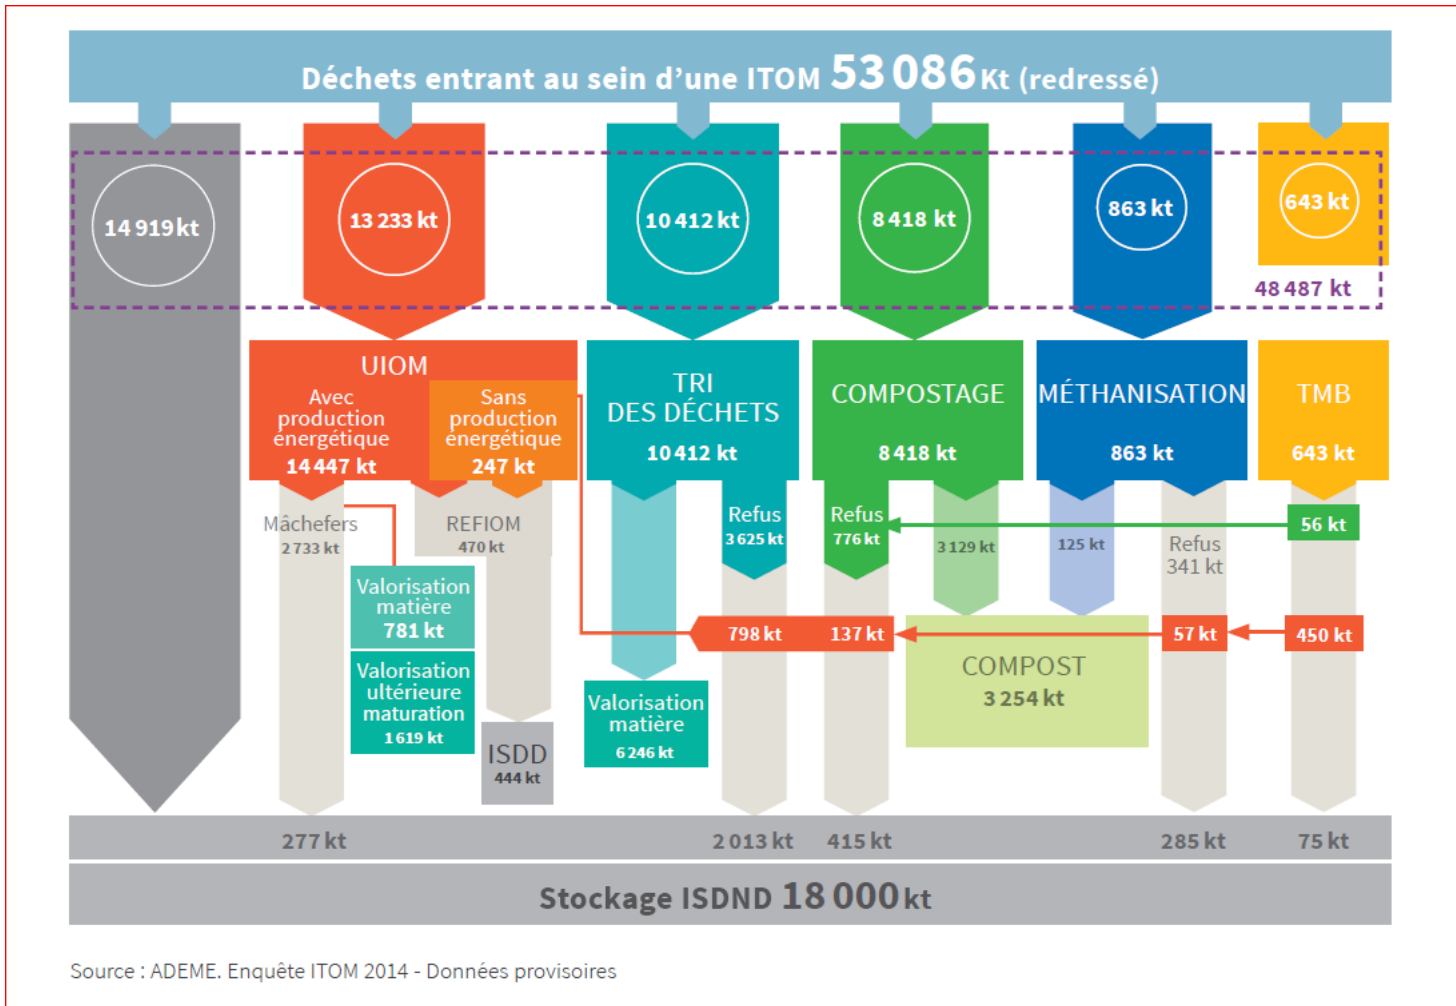 Déchets entrant au sein d'une ITOM 53 086 Kt (redressé)
14 919 kt
13 233 kt
10 412 kt
8 418 kt
863 kt
643 kt
48 487 kt
UIOM
Avec
production
énergétique
14 447 kt
Sans
production
énergétique
247 kt
TRI
DES DÉCHETS
10 412 kt
COMPOSTAGE
8 418 kt
MÉTHANISATION
863 kt
TMB
643 kt
Mâchefers
2 733 kt
REFIOM
470 kt
Refus
3 625 kt
Refus
776 kt
3 129 kt
125 kt
Refus
341 kt
56 kt
Valorisation
matière
781 kt
Valorisation
ultérieure
maturation
1 619 kt
ISDD
444 kt
798 kt
137 kt
57 kt
450 kt
Valorisation
matière
6 246 kt
COMPOST
3 254 kt
277 kt
2 013 kt
415 kt
285 kt
75 kt
Stockage ISDND 18 000 kt
Source : ADEME. Enquête ITOM 2014 - Données provisoires